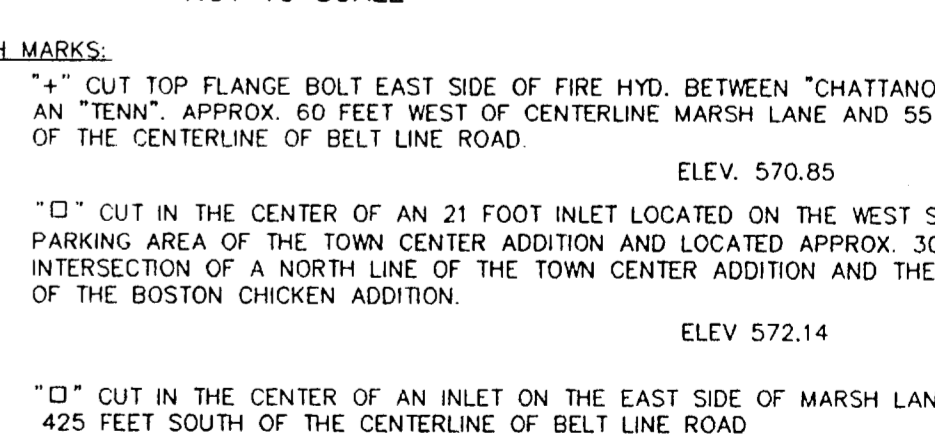 MARKS:
"+" CUT TOP FLANGE BOLT EAST SIDE OF FIRE HYD. BETWEEN "CHATTANO
AN "TENN". APPROX. 60 FEET WEST OF CENTERLINE MARSH LANE AND 55
OF THE CENTERLINE OF BELT LINE ROAD.
ELEV. 570.85
"□" CUT IN THE CENTER OF AN 21 FOOT INLET LOCATED ON THE WEST S
PARKING AREA OF THE TOWN CENTER ADDITION AND LOCATED APPROX. 30
INTERSECTION OF A NORTH LINE OF THE TOWN CENTER ADDITION AND THE
OF THE BOSTON CHICKEN ADDITION.
ELEV 572.14
"□" CUT IN THE CENTER OF AN INLET ON THE EAST SIDE OF MARSH LAN
425 FEET SOUTH OF THE CENTERLINE OF BELT LINE ROAD